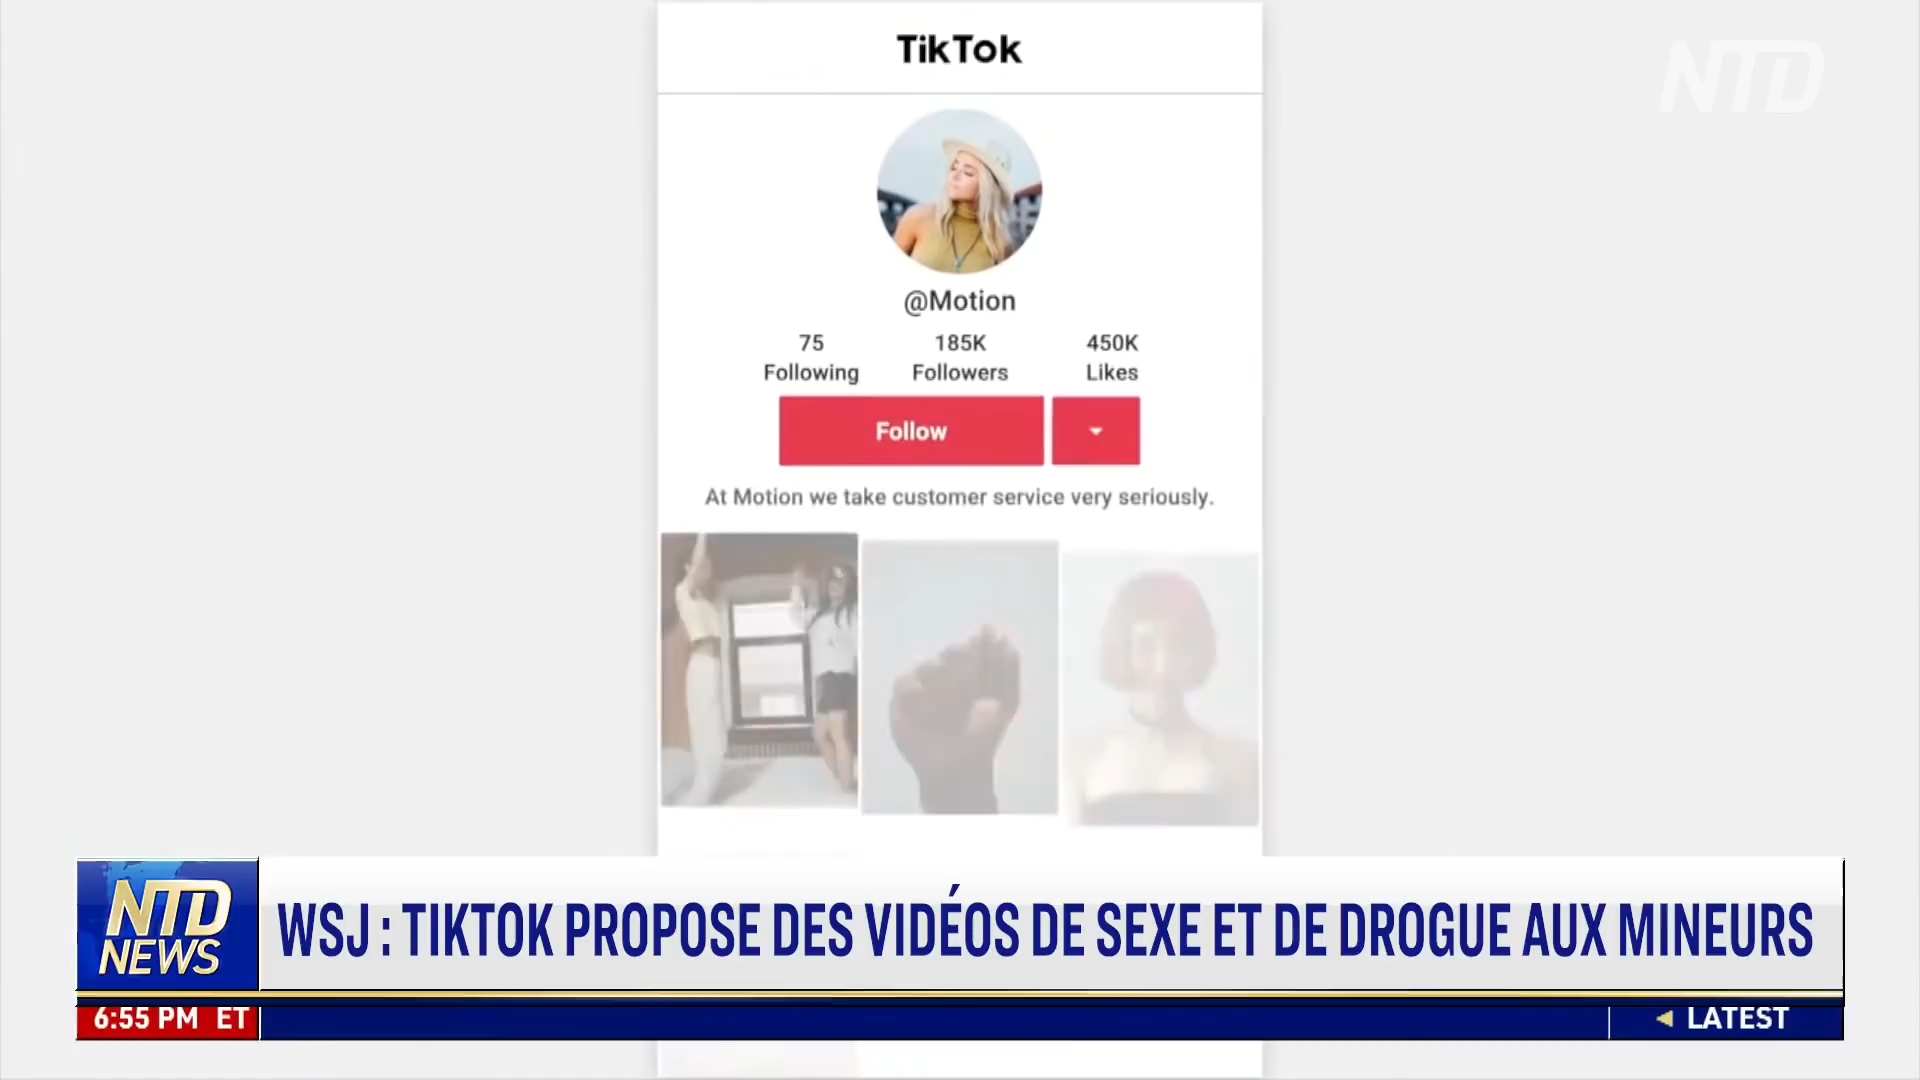 TikTok
NTD
@Motion
75 185K 450K
Following Followers Likes
Follow
At Motion we take customer service very seriously.
NTD
NEWS
WSJ : TIKTOK PROPOSE DES VIDÉOS DE SEXE ET DE DROGUE AUX MINEURS
6:55 PM ET
LATEST